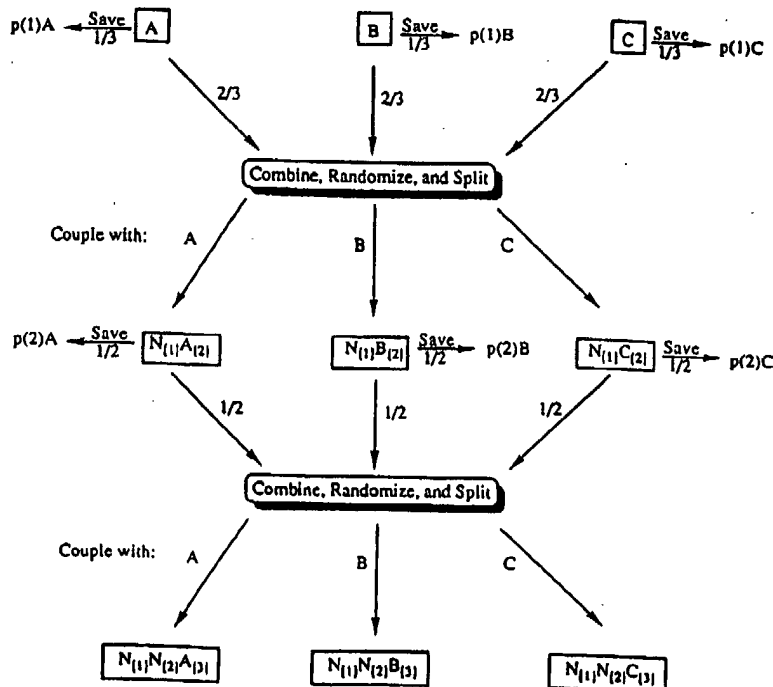 p(1)A Save 1/3 A
B Save 1/3 p(1)B
C Save 1/3 p(1)C
2/3 2/3 2/3
Combine, Randomize, and Split
Couple with: A B C
p(2)A Save 1/2 N{1}A{2}
N{1}B{2} Save 1/2 p(2)B
N{1}C{2} Save 1/2 p(2)C
1/2 1/2 1/2
Combine, Randomize, and Split
Couple with: A B C
N{1}N{2}A{3} N{1}N{2}B{3} N{1}N{2}C{3}